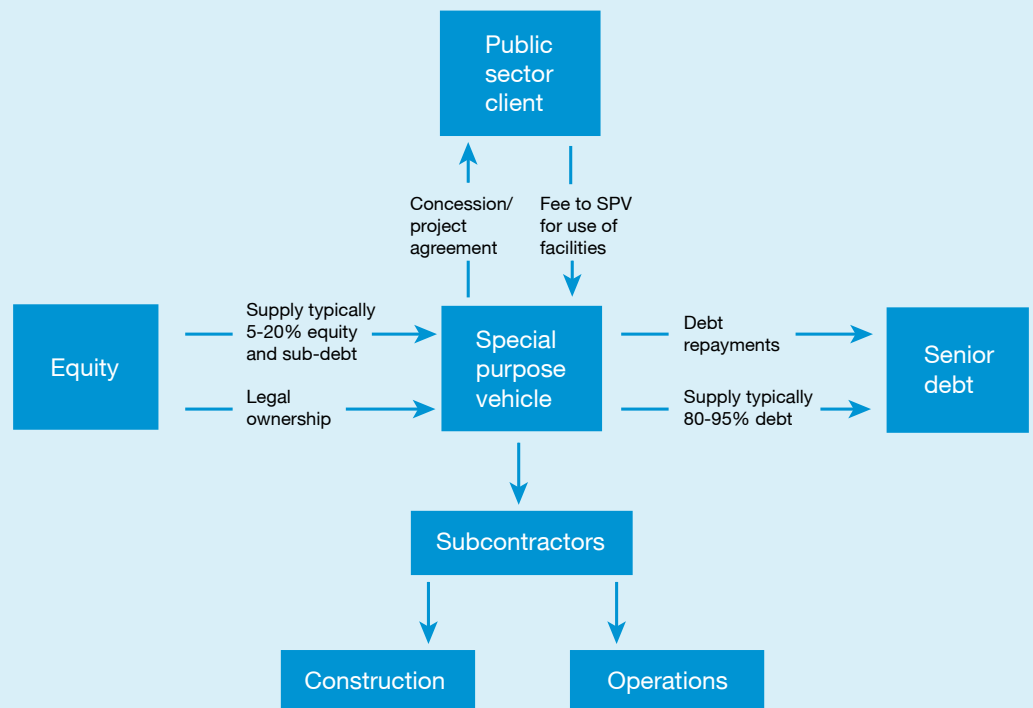 Public
sector
client
Concession/
project
agreement
Fee to SPV
for use of
facilities
Equity
Supply typically
5-20% equity
and sub-debt
Legal
ownership
Special
purpose
vehicle
Debt
repayments
Supply typically
80-95% debt
Senior
debt
Subcontractors
Construction
Operations